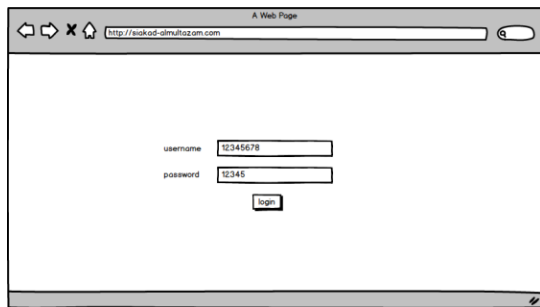 A Web Page
http://siakad-almultazam.com
username 12345678
password 12345
login